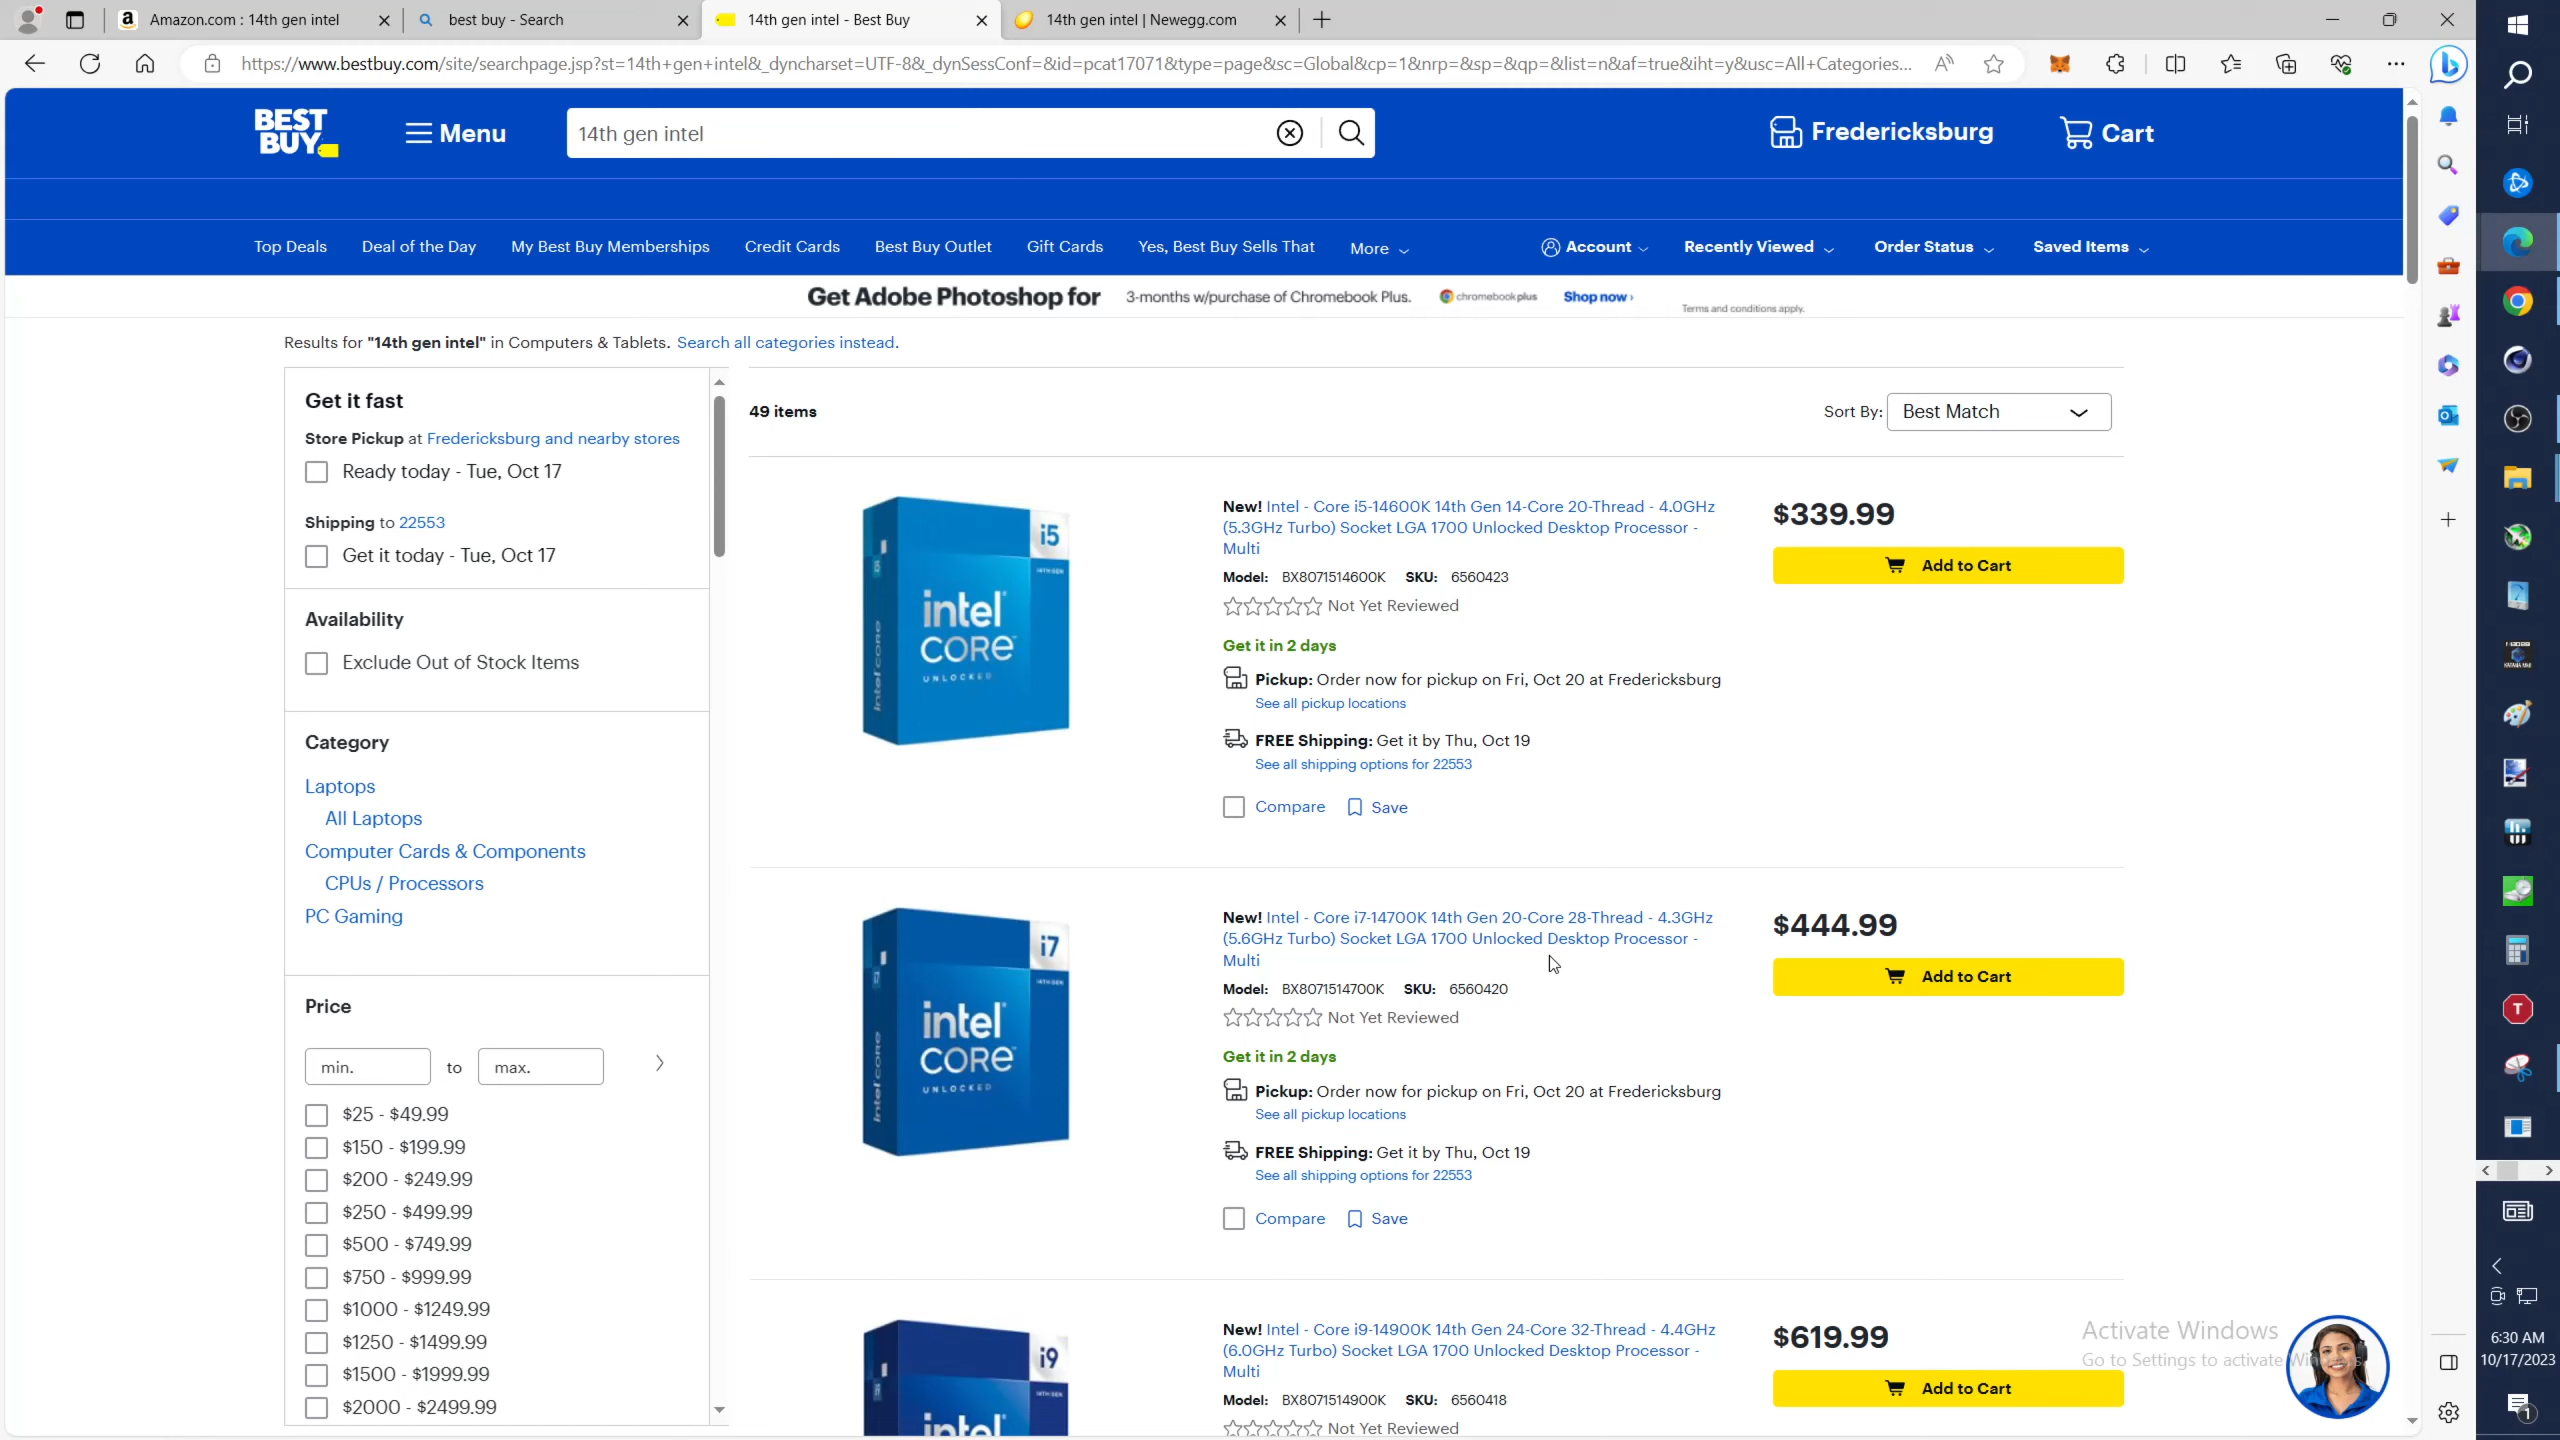 Amazon.com : 14th gen intel
best buy - Search
14th gen intel - Best Buy
14th gen intel | Newegg.com
https://www.bestbuy.com/site/searchpage.jsp?st=14th+gen+intel&_dyncharset=UTF-8&_dynSessConf=&id=pcat17071&type=page&sc=Global&cp=1&nrp=&sp=&qp=&list=n&af=true&iht=y&usc=All+Categories...
BEST BUY
Menu
14th gen intel
Fredericksburg
Cart
Top Deals
Deal of the Day
My Best Buy Memberships
Credit Cards
Best Buy Outlet
Gift Cards
Yes, Best Buy Sells That
More
Account
Recently Viewed
Order Status
Saved Items
Get Adobe Photoshop for 3-months w/purchase of Chromebook Plus. chromebookplus Shop now ›
Terms and conditions apply.
Results for "14th gen intel" in Computers & Tablets. Search all categories instead.
Get it fast
Store Pickup at Fredericksburg and nearby stores
Ready today - Tue, Oct 17
Shipping to 22553
Get it today - Tue, Oct 17
Availability
Exclude Out of Stock Items
Category
Laptops
All Laptops
Computer Cards & Components
CPUs / Processors
PC Gaming
Price
min. to max.
$25 - $49.99
$150 - $199.99
$200 - $249.99
$250 - $499.99
$500 - $749.99
$750 - $999.99
$1000 - $1249.99
$1250 - $1499.99
$1500 - $1999.99
$2000 - $2499.99
49 items
Sort By: Best Match
i5
14TH GEN
intel
CORE
UNLOCKED
intel CORE
New! Intel - Core i5-14600K 14th Gen 14-Core 20-Thread - 4.0GHz
(5.3GHz Turbo) Socket LGA 1700 Unlocked Desktop Processor -
Multi
Model: BX8071514600K SKU: 6560423
Not Yet Reviewed
Get it in 2 days
Pickup: Order now for pickup on Fri, Oct 20 at Fredericksburg
See all pickup locations
FREE Shipping: Get it by Thu, Oct 19
See all shipping options for 22553
Compare Save
$339.99
Add to Cart
i7
14TH GEN
intel
CORE
UNLOCKED
intel CORE
New! Intel - Core i7-14700K 14th Gen 20-Core 28-Thread - 4.3GHz
(5.6GHz Turbo) Socket LGA 1700 Unlocked Desktop Processor -
Multi
Model: BX8071514700K SKU: 6560420
Not Yet Reviewed
Get it in 2 days
Pickup: Order now for pickup on Fri, Oct 20 at Fredericksburg
See all pickup locations
FREE Shipping: Get it by Thu, Oct 19
See all shipping options for 22553
Compare Save
$444.99
Add to Cart
i9
14TH GEN
intel
New! Intel - Core i9-14900K 14th Gen 24-Core 32-Thread - 4.4GHz
(6.0GHz Turbo) Socket LGA 1700 Unlocked Desktop Processor -
Multi
Model: BX8071514900K SKU: 6560418
Not Yet Reviewed
$619.99
Add to Cart
Activate Windows
Go to Settings to activate
6:30 AM
10/17/2023
1